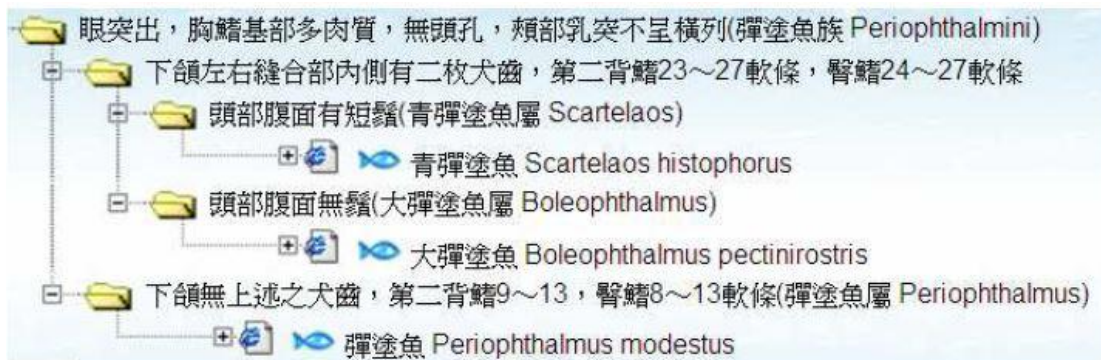 眼突出，胸鰭基部多肉質，無頭孔，頰部乳突不呈橫列(彈塗魚族 Periophthalmini)
下頷左右縫合部內側有二枚犬齒，第二背鰭23～27軟條，臀鰭24～27軟條
頭部腹面有短鬚(青彈塗魚屬 Scartelaos)
青彈塗魚 Scartelaos histophorus
頭部腹面無鬚(大彈塗魚屬 Boleophthalmus)
大彈塗魚 Boleophthalmus pectinirostris
下頷無上述之犬齒，第二背鰭9～13，臀鰭8～13軟條(彈塗魚屬 Periophthalmus)
彈塗魚 Periophthalmus modestus